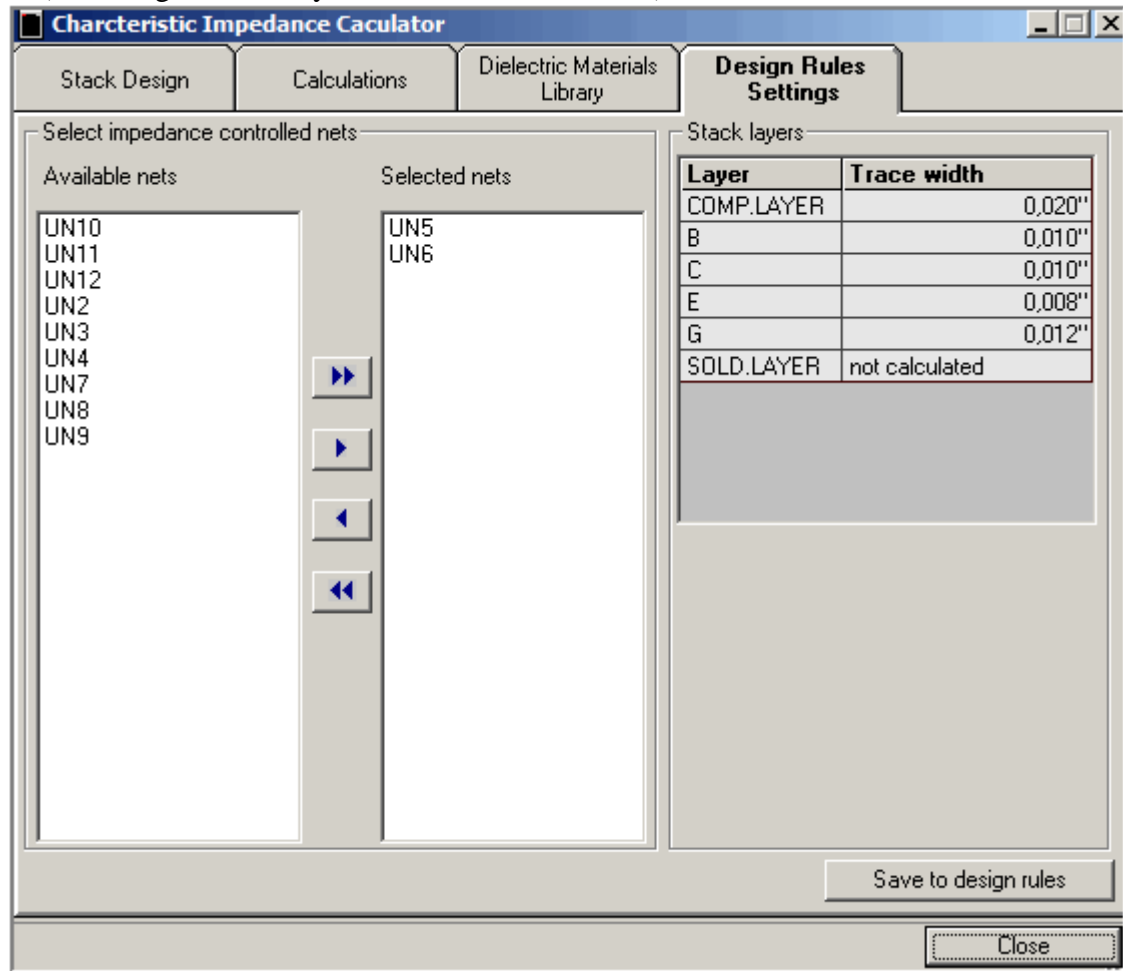 Charcteristic Impedance Caculator
Stack Design
Calculations
Dielectric Materials
Library
Design Rules
Settings
Select impedance controlled nets
Available nets
UN10
UN11
UN12
UN2
UN3
UN4
UN7
UN8
UN9
Selected nets
UN5
UN6
Stack layers
Layer Trace width
COMP.LAYER 0,020"
B 0,010"
C 0,010"
E 0,008"
G 0,012"
SOLD.LAYER not calculated
Save to design rules
Close